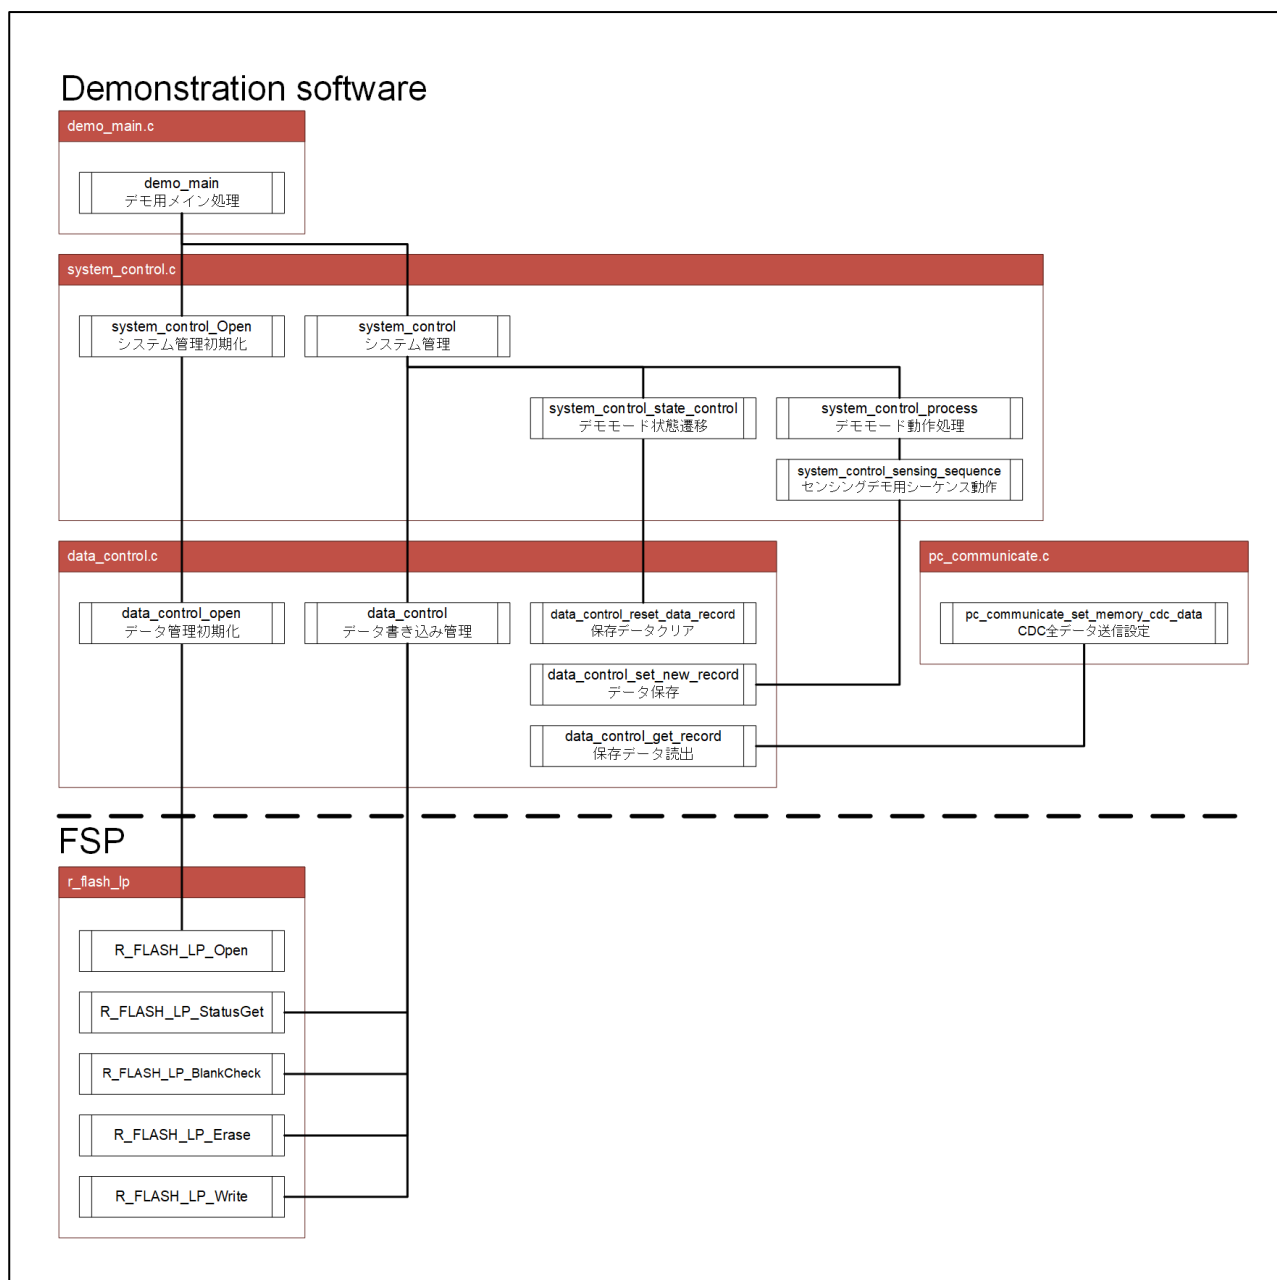 Demonstration software
demo_main.c
demo_main
デモ用メイン処理
system_control.c
system_control_Open
システム管理初期化
system_control
システム管理
system_control_state_control
デモモード状態遷移
system_control_process
デモモード動作処理
system_control_sensing_sequence
センシングデモ用シーケンス動作
data_control.c
data_control_open
データ管理初期化
data_control
データ書き込み管理
data_control_reset_data_record
保存データクリア
data_control_set_new_record
データ保存
data_control_get_record
保存データ読出
pc_communicate.c
pc_communicate_set_memory_cdc_data
CDC全データ送信設定
FSP
r_flash_lp
R_FLASH_LP_Open
R_FLASH_LP_StatusGet
R_FLASH_LP_BlankCheck
R_FLASH_LP_Erase
R_FLASH_LP_Write